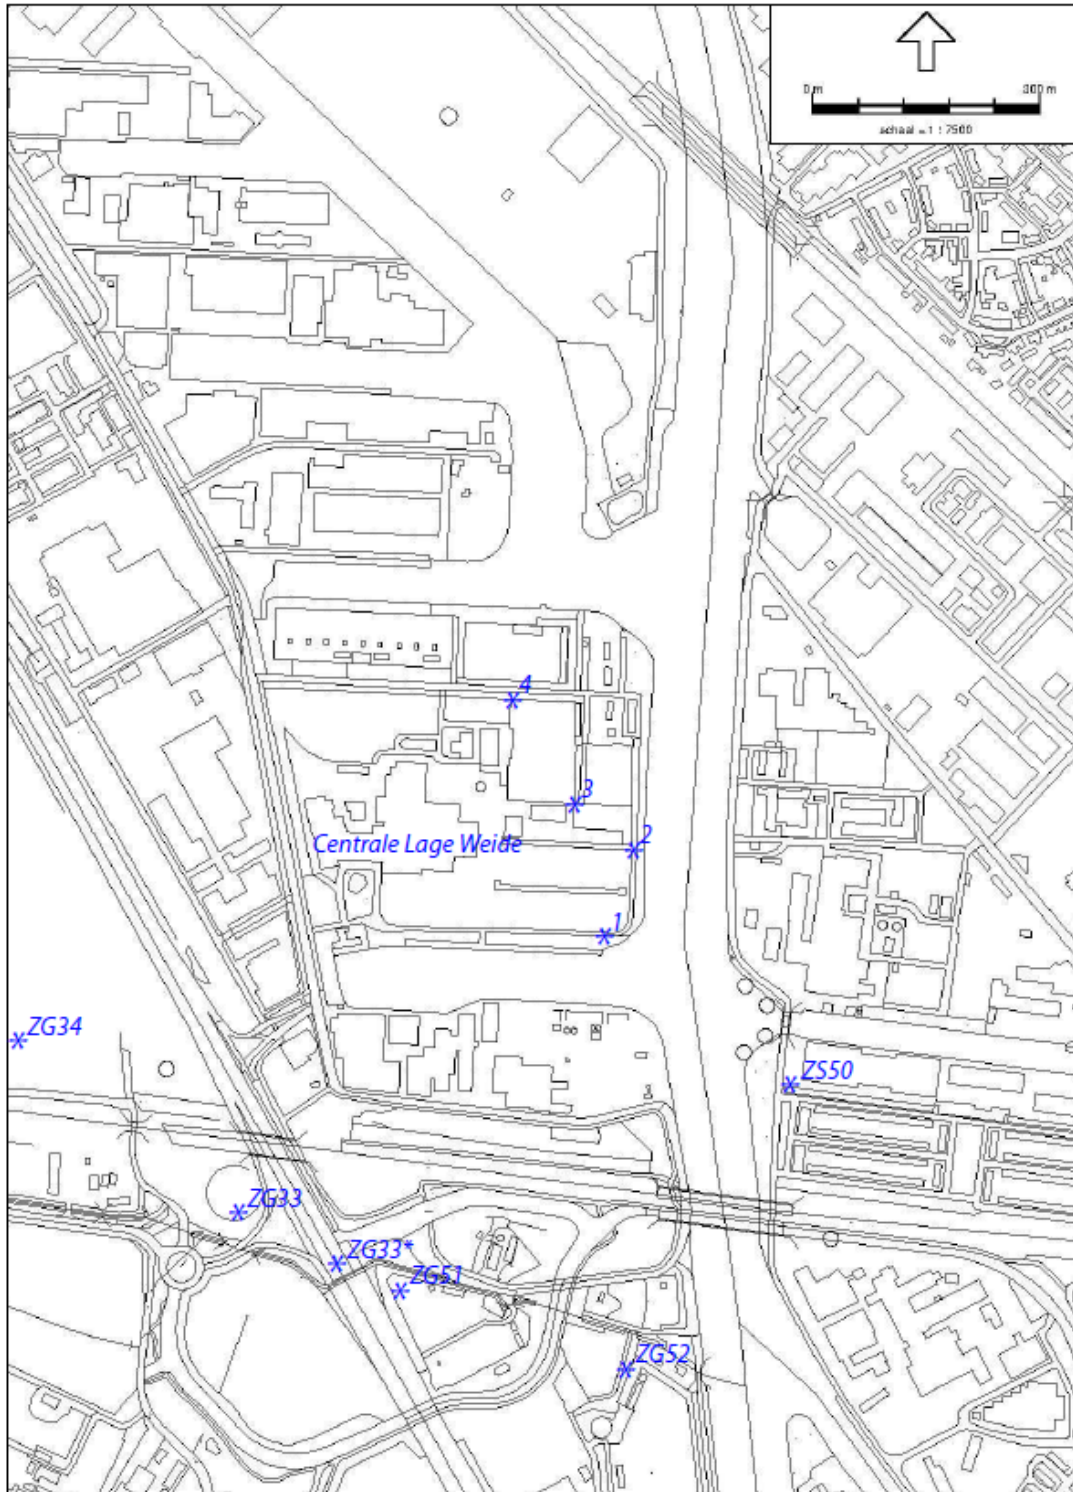 0 m 300 m
schaal = 1 : 7500
4
3
Centrale Lage Weide
2
1
ZG34
ZS50
ZG33
ZG33*
ZG51
ZG52